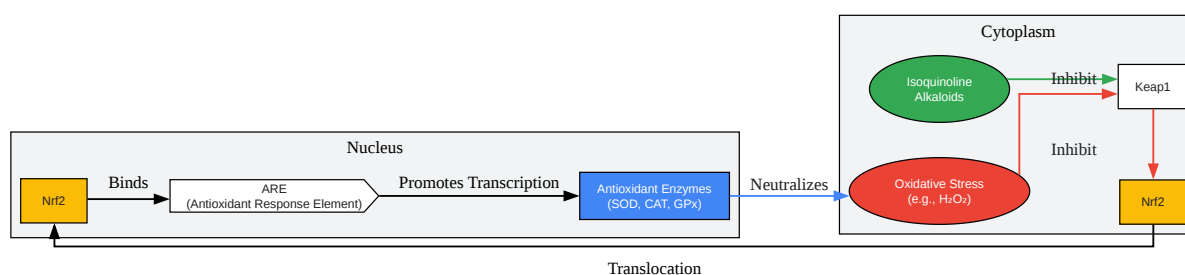 Cytoplasm
Isoquinoline
Alkaloids
Inhibit
Keap1
Inhibit
Nucleus
Nrf2
Binds
ARE
(Antioxidant Response Element)
Promotes Transcription
Antioxidant Enzymes
(SOD, CAT, GPx)
Neutralizes
Oxidative Stress
(e.g., H₂O₂)
Nrf2
Translocation